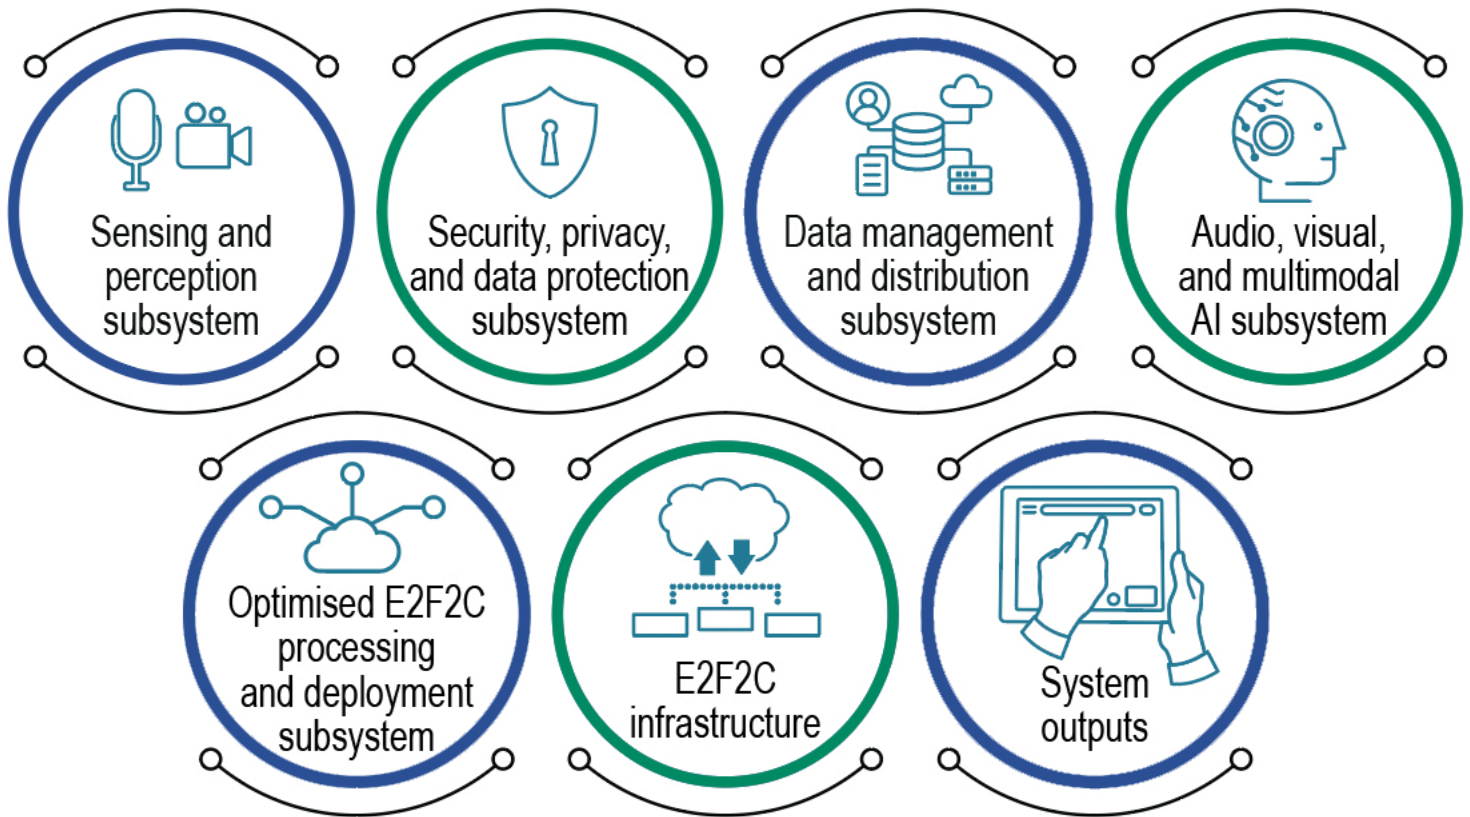 Sensing and
perception
subsystem
Security, privacy,
and data protection
subsystem
Data management
and distribution
subsystem
Audio, visual,
and multimodal
AI subsystem
Optimised E2F2C
processing
and deployment
subsystem
E2F2C
infrastructure
System
outputs